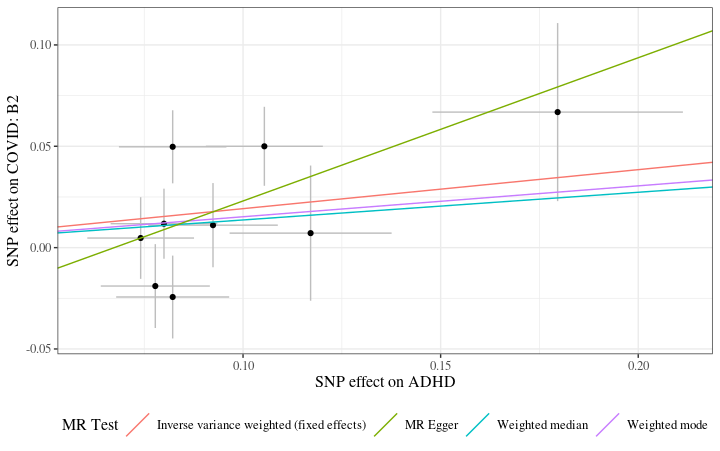 0.10
0.05
0.00
-0.05
SNP effect on COVID: B2
0.10 0.15 0.20
SNP effect on ADHD
MR Test Inverse variance weighted (fixed effects) MR Egger Weighted median Weighted mode